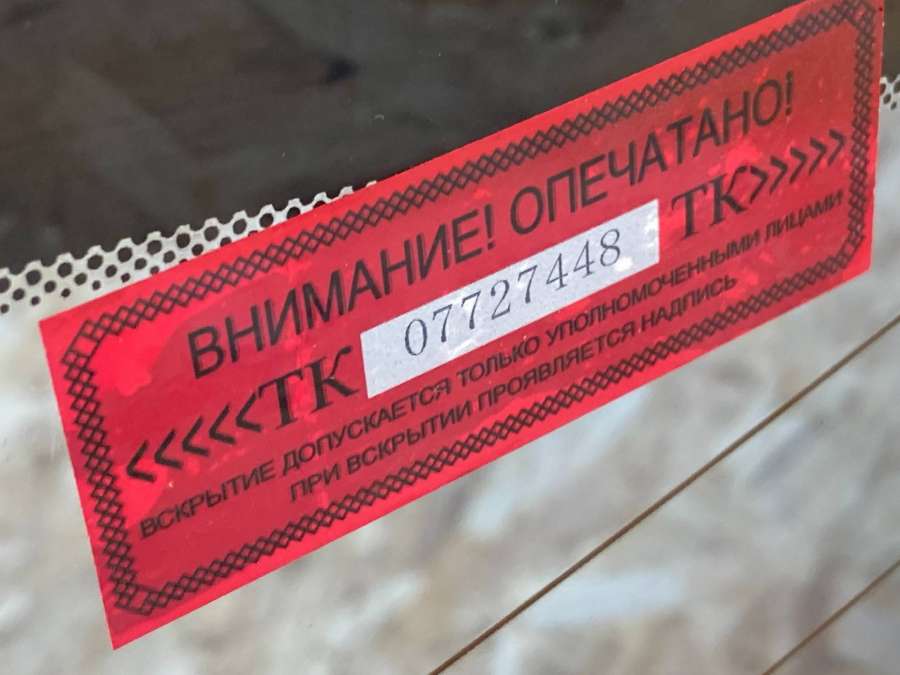 ВНИМАНИЕ! ОПЕЧАТАНО!
<<<<<ТК 07727448 ТК>>>>>
ВСКРЫТИЕ ДОПУСКАЕТСЯ ТОЛЬКО УПОЛНОМОЧЕННЫМИ ЛИЦАМИ
ПРИ ВСКРЫТИИ ПРОЯВЛЯЕТСЯ НАДПИСЬ